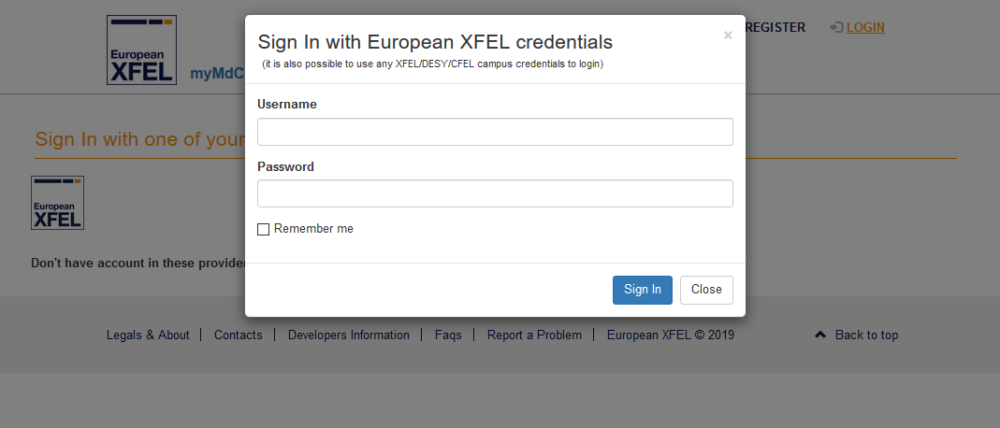 European
XFEL
myMdC
REGISTER
LOGIN
Sign In with European XFEL credentials
×
(it is also possible to use any XFEL/DESY/CFEL campus credentials to login)
Username
Password
Remember me
Sign In
Close
Sign In with one of your
European
XFEL
Don't have account in these
Legals & About
Contacts
Developers Information
Faqs
Report a Problem
European XFEL © 2019
Back to top